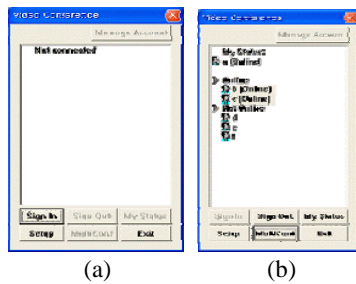 Video Conference
Manage Account
Not connected
Sign In Sign Out My Status
Setup MultiConf Exit
(a)
Video Conference
Manage Account
My Status
a (Online)
Online
b (Online)
c (Online)
Not Online
d
e
f
Sign In Sign Out My Status
Setup MultiConf Exit
(b)